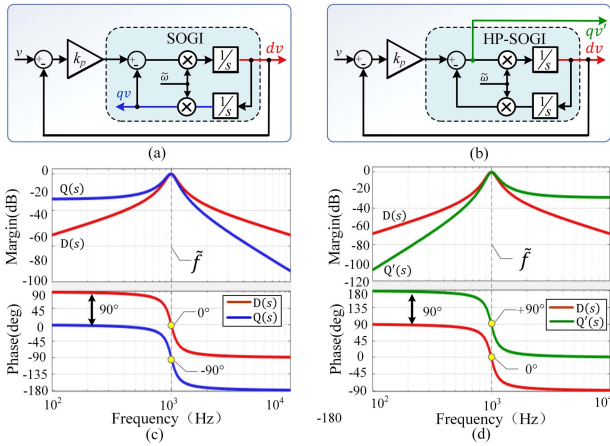 SOGI
v
+
-
k_p
+
-
1/s
dv
ω̃
qv
1/s
(a)
HP-SOGI
qv'
v
+
-
k_p
+
-
1/s
dv
ω̃
1/s
(b)
Margin(dB)
0
-20
-40
-60
-80
-100
Q(s)
D(s)
f̃
Phase(deg)
90
45
0
-45
-90
-135
-180
90°
0°
-90°
D(s)
Q(s)
10² 10³ 10⁴
Frequency (Hz)
(c)
Margin(dB)
0
-20
-40
-60
-80
-100
-120
D(s)
Q'(s)
f̃
Phase(deg)
180
135
90
45
0
-45
-90
-180
90°
+90°
0°
D(s)
Q'(s)
10² 10³ 10⁴
Frequency (Hz)
(d)